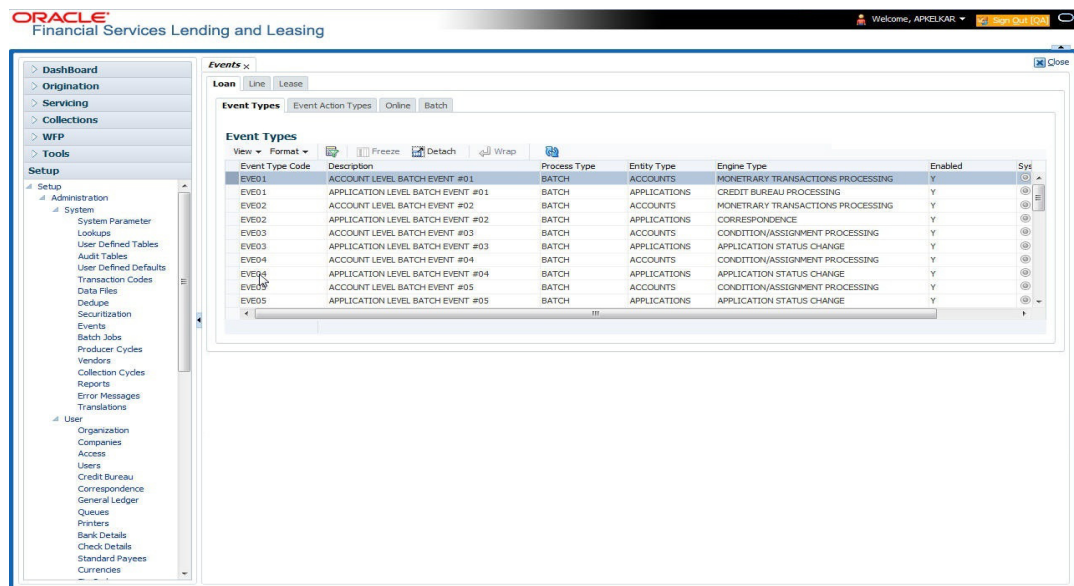 ORACLE
Financial Services Lending and Leasing
Welcome, APKELKAR
Sign Out [QA]
DashBoard
Origination
Servicing
Collections
WFP
Tools
Setup
Setup
Administration
System
System Parameter
Lookups
User Defined Tables
Audit Tables
User Defined Defaults
Transaction Codes
Data Files
Dedupe
Securitization
Events
Batch Jobs
Producer Cycles
Vendors
Collection Cycles
Reports
Error Messages
Translations
User
Organization
Companies
Access
Users
Credit Bureau
Correspondence
General Ledger
Queues
Printers
Bank Details
Check Details
Standard Payees
Currencies
Events x
Close
Loan Line Lease
Event Types Event Action Types Online Batch
Event Types
View Format Freeze Detach Wrap
Event Type Code Description Process Type Entity Type Engine Type Enabled Sys
EVE01 ACCOUNT LEVEL BATCH EVENT #01 BATCH ACCOUNTS MONETRARY TRANSACTIONS PROCESSING Y
EVE01 APPLICATION LEVEL BATCH EVENT #01 BATCH APPLICATIONS CREDIT BUREAU PROCESSING Y
EVE02 ACCOUNT LEVEL BATCH EVENT #02 BATCH ACCOUNTS MONETRARY TRANSACTIONS PROCESSING Y
EVE02 APPLICATION LEVEL BATCH EVENT #02 BATCH APPLICATIONS CORRESPONDENCE Y
EVE03 ACCOUNT LEVEL BATCH EVENT #03 BATCH ACCOUNTS CONDITION/ASSIGNMENT PROCESSING Y
EVE03 APPLICATION LEVEL BATCH EVENT #03 BATCH APPLICATIONS APPLICATION STATUS CHANGE Y
EVE04 ACCOUNT LEVEL BATCH EVENT #04 BATCH ACCOUNTS CONDITION/ASSIGNMENT PROCESSING Y
EVE04 APPLICATION LEVEL BATCH EVENT #04 BATCH APPLICATIONS APPLICATION STATUS CHANGE Y
EVE05 ACCOUNT LEVEL BATCH EVENT #05 BATCH ACCOUNTS CONDITION/ASSIGNMENT PROCESSING Y
EVE05 APPLICATION LEVEL BATCH EVENT #05 BATCH APPLICATIONS APPLICATION STATUS CHANGE Y